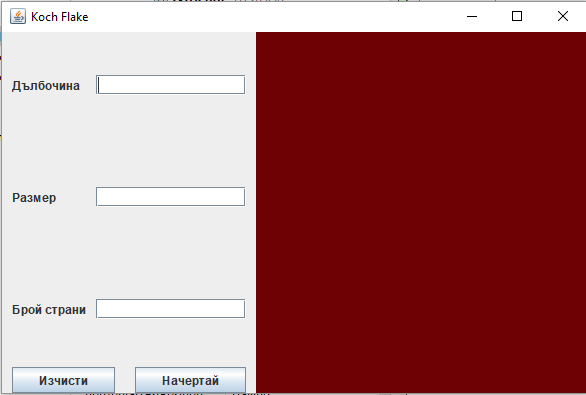 Koch Flake
Дълбочина
Размер
Брой страни
Изчисти Начертай